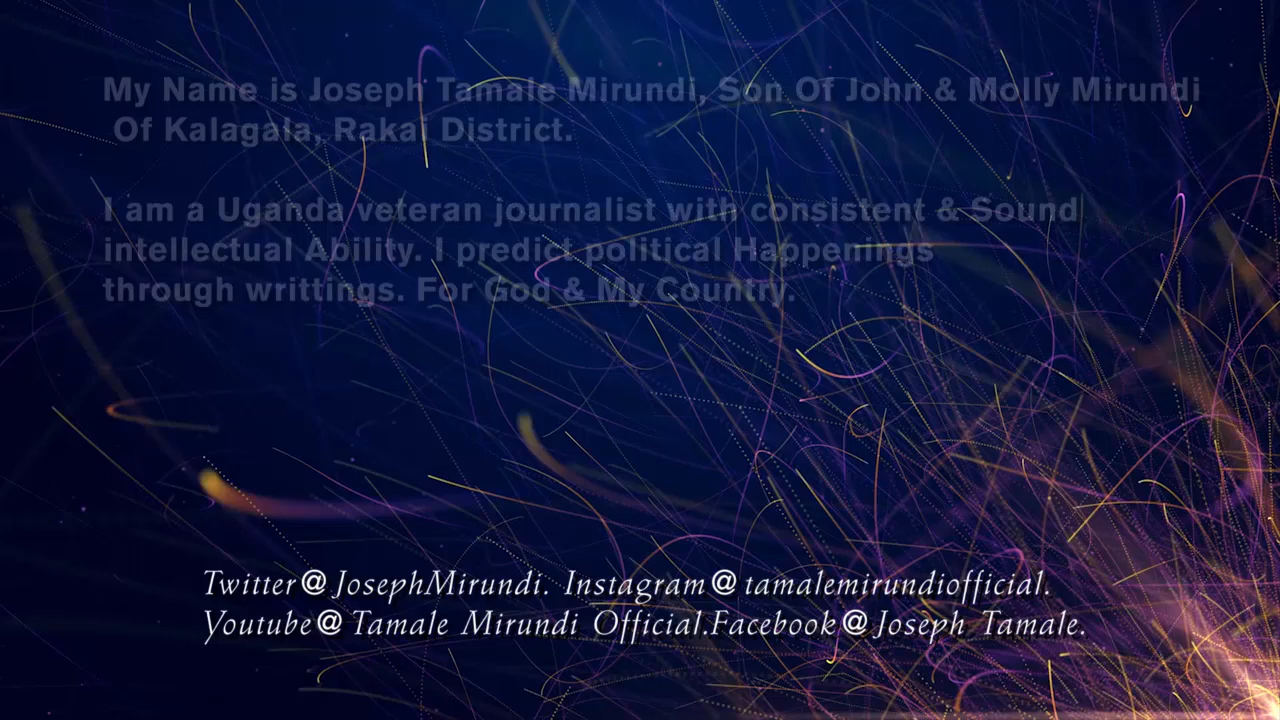 My Name is Joseph Tamale Mirundi, Son Of John & Molly Mirundi
Of Kalagala, Rakai District.
I am a Uganda veteran journalist with consistent & Sound
intellectual Ability. I predict political Happenings
through writtings. For God & My Country.
Twitter@JosephMirundi. Instagram@tamalemirundiofficial.
Youtube@Tamale Mirundi Official.Facebook@Joseph Tamale.